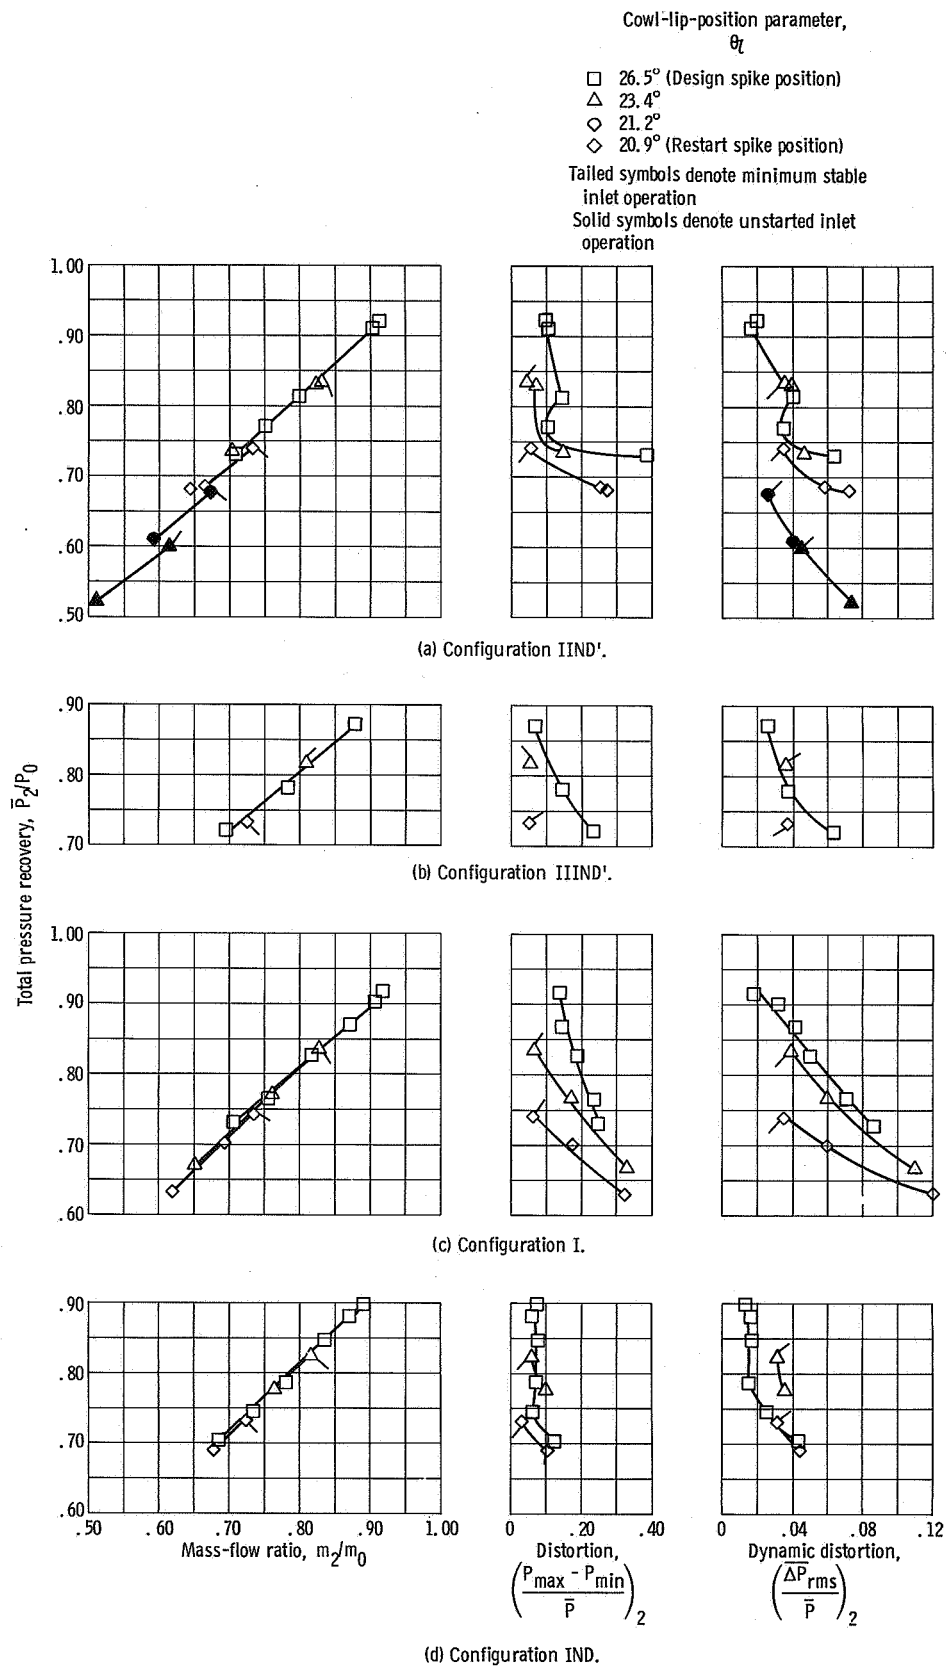 Cowl-lip-position parameter,
θl
26.5° (Design spike position)
23.4°
21.2°
20.9° (Restart spike position)
Tailed symbols denote minimum stable
inlet operation
Solid symbols denote unstarted inlet
operation
1.00
.90
.80
.70
.60
.50
(a) Configuration IIND'.
.90
.80
.70
(b) Configuration IIIND'.
Total pressure recovery, P̅2/P0
1.00
.90
.80
.70
.60
(c) Configuration I.
.90
.80
.70
.60
.50 .60 .70 .80 .90 1.00
Mass-flow ratio, m2/m0
0 .20 .40
Distortion,
(Pmax - Pmin / P̅)2
0 .04 .08 .12
Dynamic distortion,
(Δ̅P̅rms / P̅)2
(d) Configuration IND.